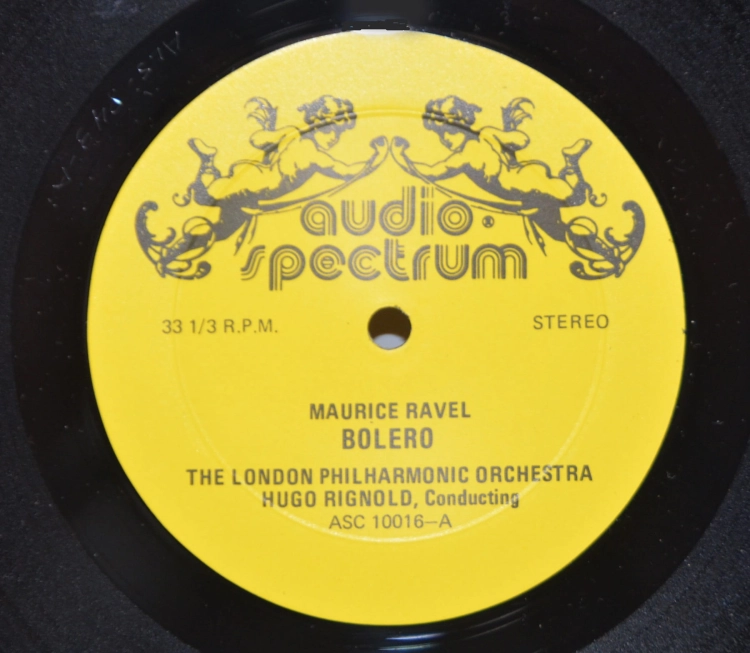 audio
spectrum
33 1/3 R.P.M.
STEREO
MAURICE RAVEL
BOLERO
THE LONDON PHILHARMONIC ORCHESTRA
HUGO RIGNOLD, Conducting
ASC 10016-A